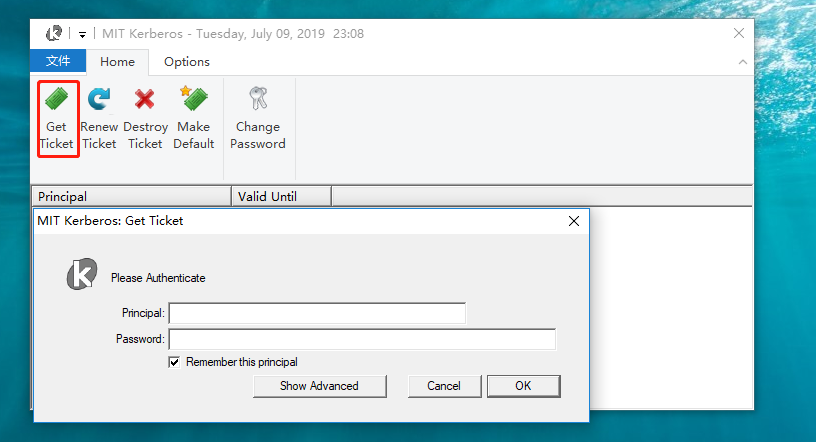 MIT Kerberos - Tuesday, July 09, 2019 23:08
文件 Home Options
Get Ticket
Renew Ticket
Destroy Ticket
Make Default
Change Password
Principal Valid Until
MIT Kerberos: Get Ticket
Please Authenticate
Principal:
Password:
Remember this principal
Show Advanced Cancel OK